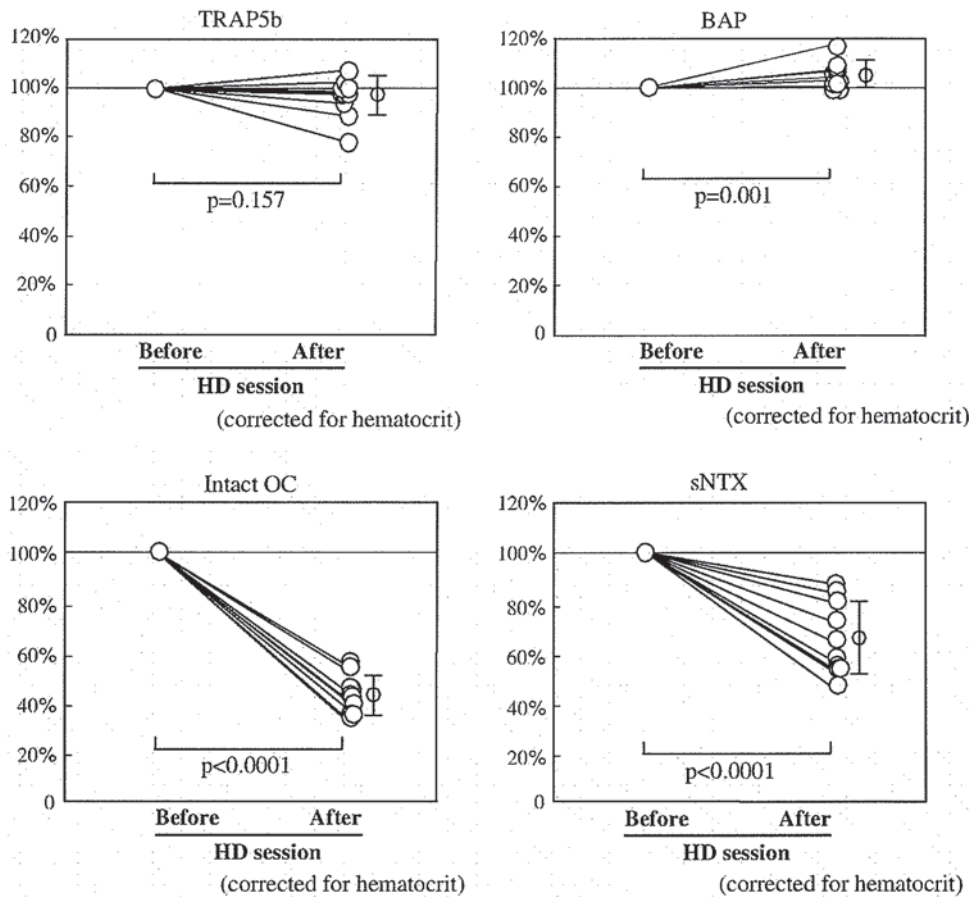 TRAP5b
120%
100%
80%
60%
40%
20%
0
p=0.157
Before After
HD session
(corrected for hematocrit)
BAP
120%
100%
80%
60%
40%
20%
0
p=0.001
Before After
HD session
(corrected for hematocrit)
Intact OC
120%
100%
80%
60%
40%
20%
0
p<0.0001
Before After
HD session
(corrected for hematocrit)
sNTX
120%
100%
80%
60%
40%
20%
0
p<0.0001
Before After
HD session
(corrected for hematocrit)